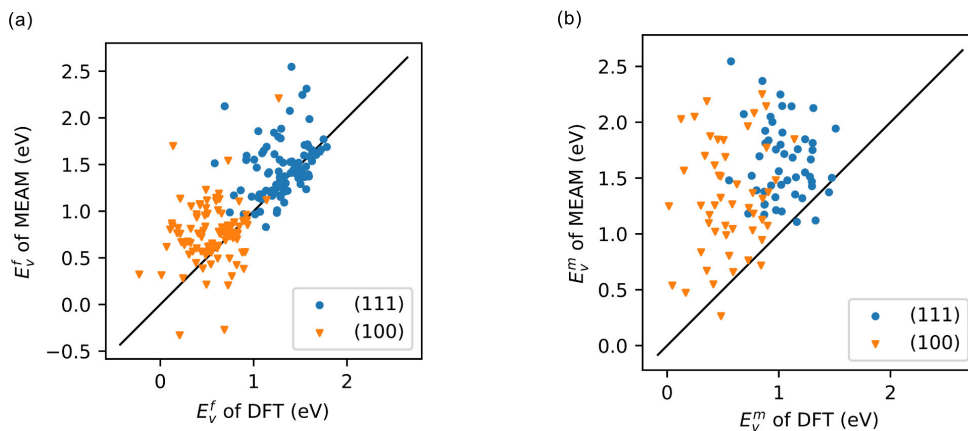 (a)
2.5
2.0
1.5
1.0
0.5
0.0
−0.5
E_v^f of MEAM (eV)
(111)
(100)
0 1 2
E_v^f of DFT (eV)
(b)
2.5
2.0
1.5
1.0
0.5
0.0
E_v^m of MEAM (eV)
(111)
(100)
0 1 2
E_v^m of DFT (eV)